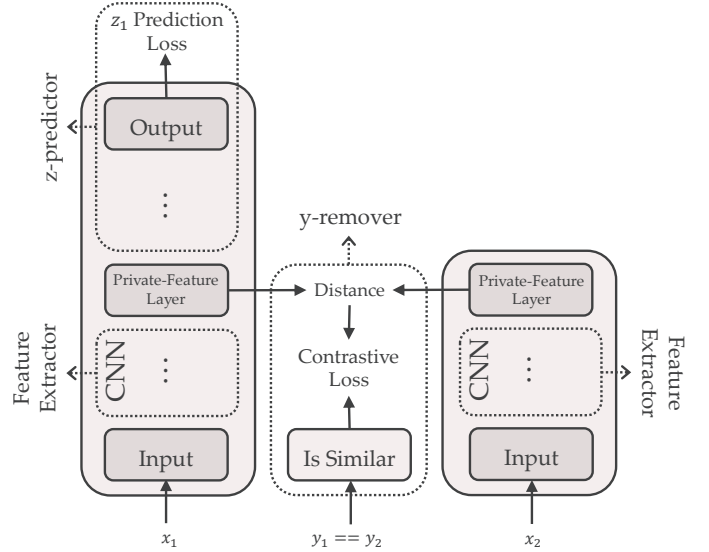 z₁ Prediction
Loss
z-predictor
Output
⋮
y-remover
Private-Feature
Layer
Distance
Private-Feature
Layer
Feature
Extractor
CNN
⋮
Contrastive
Loss
CNN
⋮
Feature
Extractor
Input
Is Similar
Input
x₁
y₁ == y₂
x₂